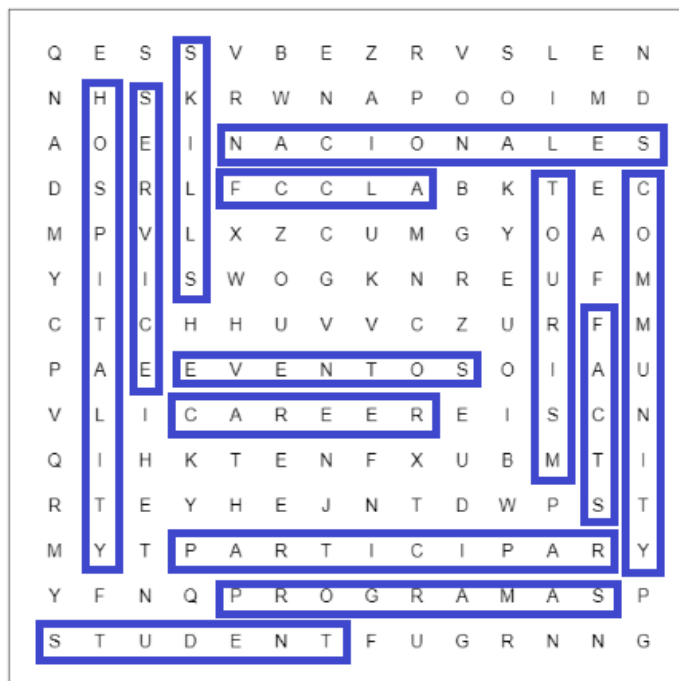 Q E S S V B E Z R V S L E N
N H S K R W N A P O O I M D
A O E I N A C I O N A L E S
D S R L F C C L A B K T E C
M P V L X Z C U M G Y O A O
Y I I S W O G K N R E U F M
C T C H H U V V C Z U R F M
P A E E V E N T O S O I A U
V L I C A R E E R E I S C N
Q I H K T E N F X U B M T I
R T E Y H E J N T D W P S T
M Y T P A R T I C I P A R Y
Y F N Q P R O G R A M A S P
S T U D E N T F U G R N N G